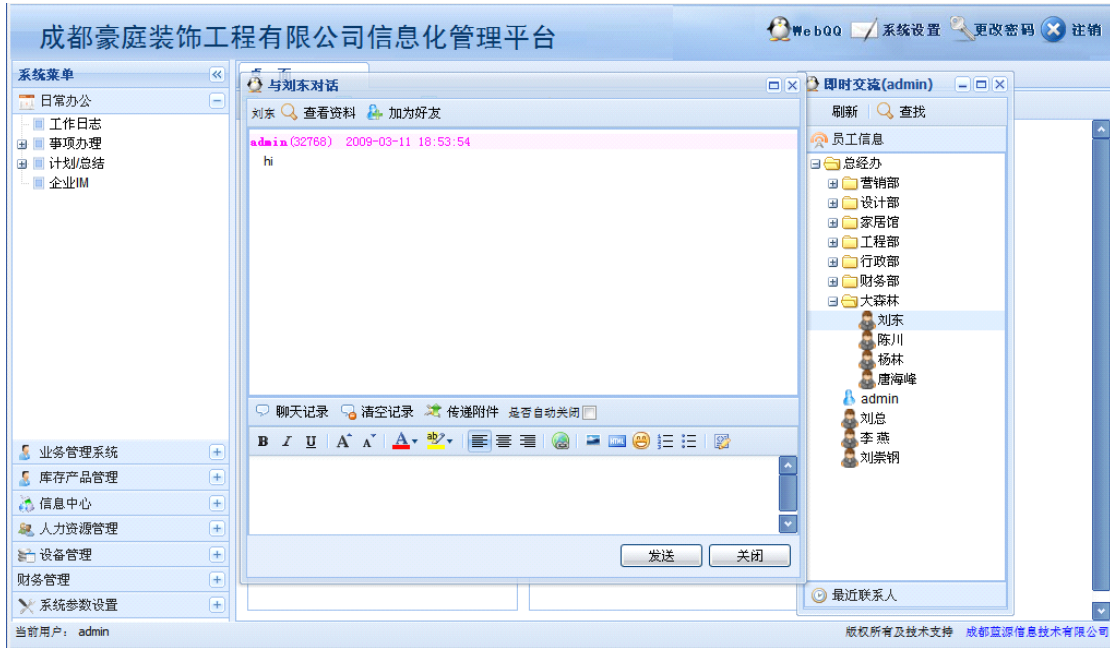 成都豪庭装饰工程有限公司信息化管理平台
WebQQ 系统设置 更改密码 注销
系统菜单
日常办公
工作日志
事项办理
计划/总结
企业IM
业务管理系统
库存产品管理
信息中心
人力资源管理
设备管理
财务管理
系统参数设置
桌 面
与刘东对话
刘东 查看资料 加为好友
admin(32768) 2009-03-11 18:53:54
hi
聊天记录 清空记录 传递附件 是否自动关闭
B I U A A A ab
发送 关闭
即时交流(admin)
刷新 查找
员工信息
总经办
营销部
设计部
家居馆
工程部
行政部
财务部
大森林
刘东
陈川
杨林
唐海峰
admin
刘总
李 燕
刘崇钢
最近联系人
当前用户: admin
版权所有及技术支持 成都蓝源信息技术有限公司